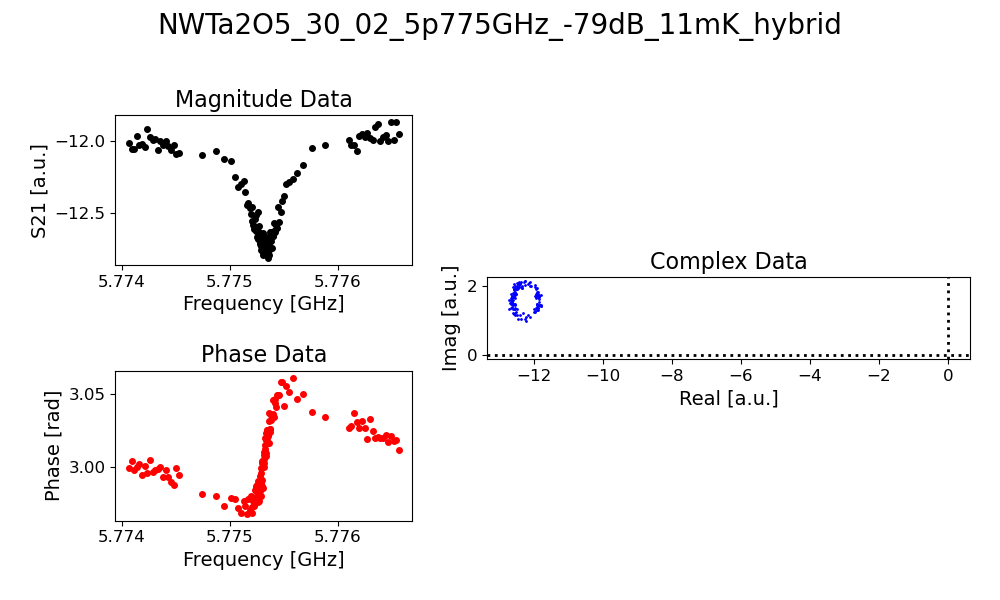 NWTa2O5_30_02_5p775GHz_-79dB_11mK_hybrid
Magnitude Data
S21 [a.u.]
−12.0
−12.5
5.774 5.775 5.776
Frequency [GHz]
Phase Data
Phase [rad]
3.05
3.00
5.774 5.775 5.776
Frequency [GHz]
Complex Data
Imag [a.u.]
2
0
−12 −10 −8 −6 −4 −2 0
Real [a.u.]